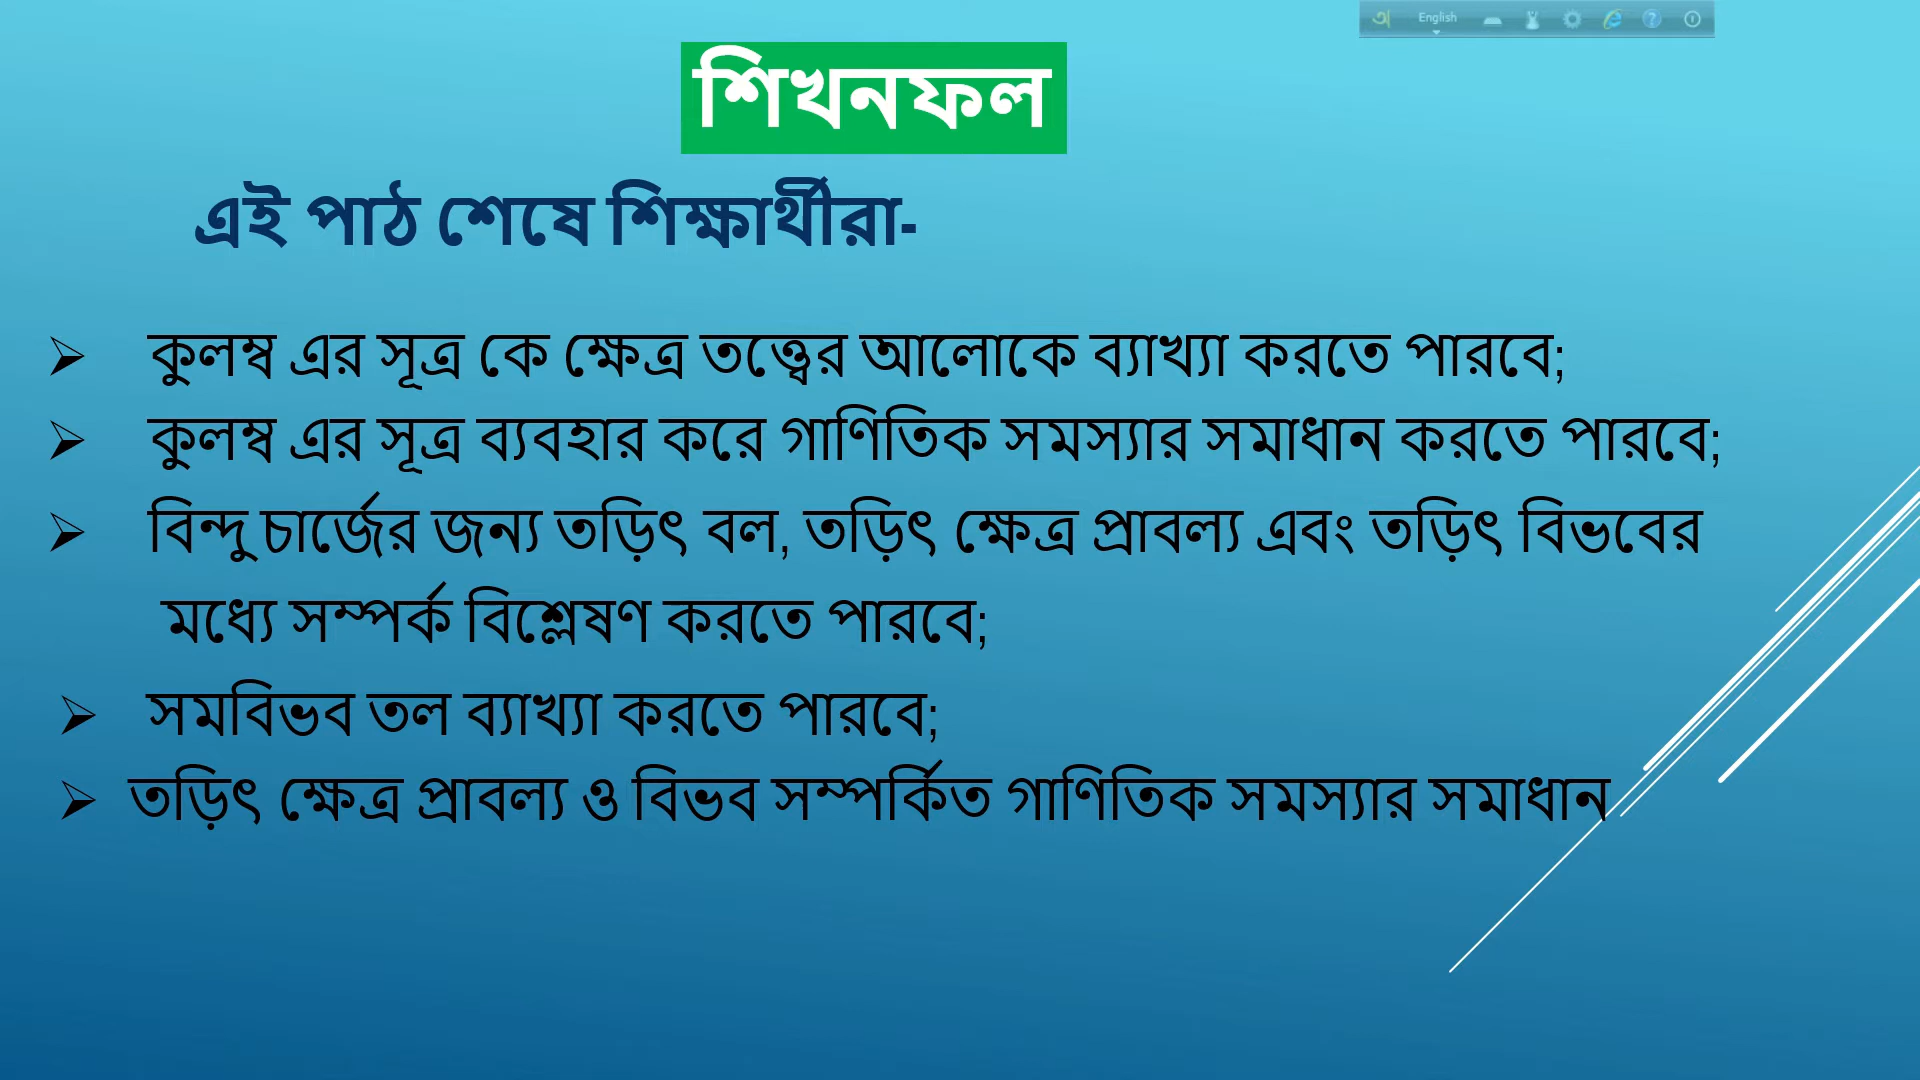 English
শিখনফল
এই পাঠ শেষে শিক্ষার্থীরা-
➢ কুলম্ব এর সূত্র কে ক্ষেত্র তত্ত্বের আলোকে ব্যাখ্যা করতে পারবে;
➢ কুলম্ব এর সূত্র ব্যবহার করে গাণিতিক সমস্যার সমাধান করতে পারবে;
➢ বিন্দু চার্জের জন্য তড়িৎ বল, তড়িৎ ক্ষেত্র প্রাবল্য এবং তড়িৎ বিভবের
মধ্যে সম্পর্ক বিশ্লেষণ করতে পারবে;
➢ সমবিভব তল ব্যাখ্যা করতে পারবে;
➢ তড়িৎ ক্ষেত্র প্রাবল্য ও বিভব সম্পর্কিত গাণিতিক সমস্যার সমাধান